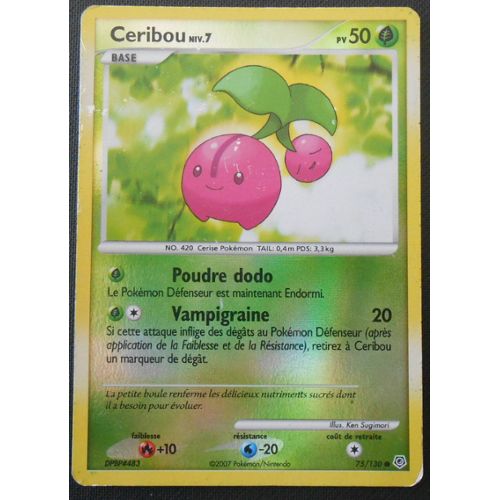 Ceribou NIV.7 PV 50
BASE
NO. 420 Cerise Pokémon TAIL: 0,4m PDS: 3,3kg
Poudre dodo
Le Pokémon Défenseur est maintenant Endormi.
Vampigraine 20
Si cette attaque inflige des dégâts au Pokémon Défenseur (après
application de la Faiblesse et de la Résistance), retirez à Ceribou
un marqueur de dégât.
La petite boule renferme les délicieux nutriments sucrés dont
il a besoin pour évoluer.
Illus. Ken Sugimori
faiblesse résistance coût de retraite
+10 -20
DPBP#483 ©2007 Pokémon/Nintendo 75/130